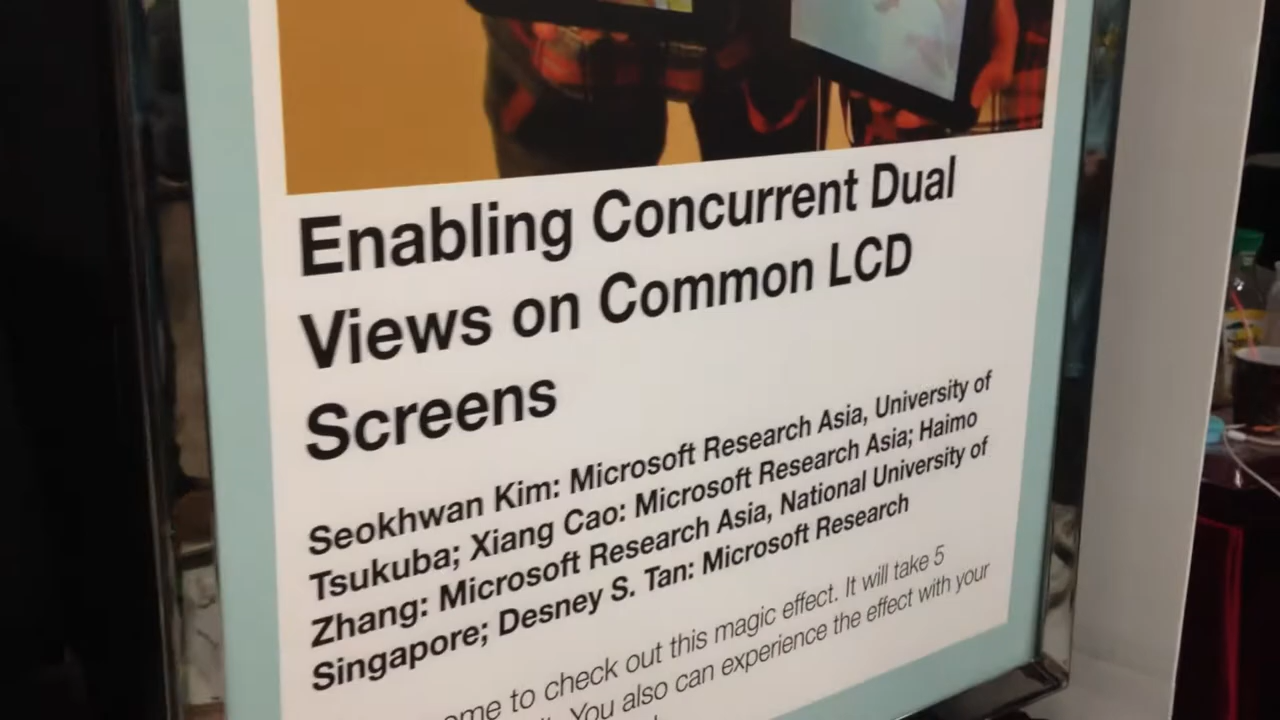 Enabling Concurrent Dual
Views on Common LCD
Screens
Seokhwan Kim: Microsoft Research Asia, University of
Tsukuba; Xiang Cao: Microsoft Research Asia; Haimo
Zhang: Microsoft Research Asia, National University of
Singapore; Desney S. Tan: Microsoft Research
to check out this magic effect. It will take 5
You also can experience the effect with your